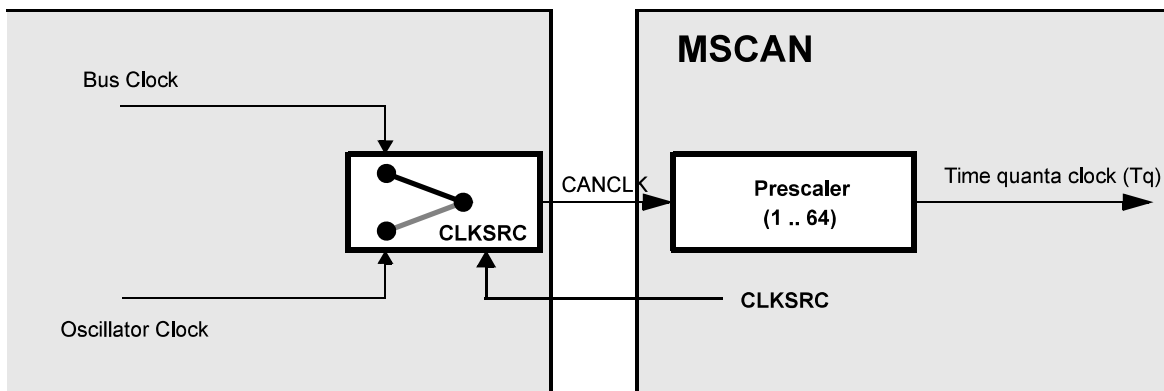 MSCAN
Bus Clock
CANCLK
Prescaler
(1 .. 64)
Time quanta clock (Tq)
CLKSRC
CLKSRC
Oscillator Clock